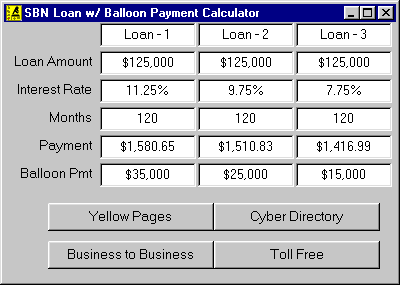 SBN Loan w/ Balloon Payment Calculator
Loan - 1 Loan - 2 Loan - 3
Loan Amount $125,000 $125,000 $125,000
Interest Rate 11.25% 9.75% 7.75%
Months 120 120 120
Payment $1,580.65 $1,510.83 $1,416.99
Balloon Pmt $35,000 $25,000 $15,000
Yellow Pages Cyber Directory
Business to Business Toll Free